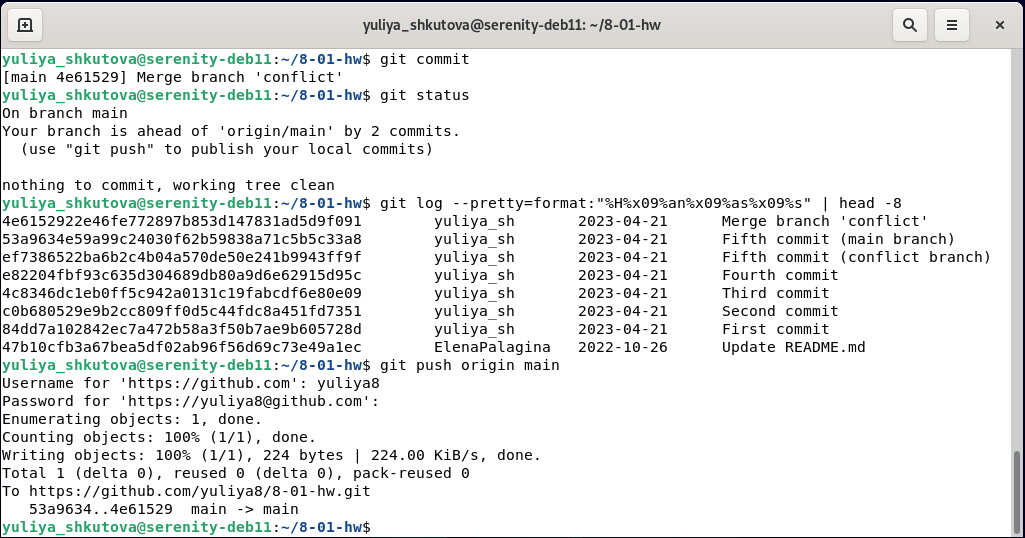 yuliya_shkutova@serenity-deb11: ~/8-01-hw
yuliya_shkutova@serenity-deb11:~/8-01-hw$ git commit
[main 4e61529] Merge branch 'conflict'
yuliya_shkutova@serenity-deb11:~/8-01-hw$ git status
On branch main
Your branch is ahead of 'origin/main' by 2 commits.
  (use "git push" to publish your local commits)

nothing to commit, working tree clean
yuliya_shkutova@serenity-deb11:~/8-01-hw$ git log --pretty=format:"%H%x09%an%x09%as%x09%s" | head -8
4e6152922e46fe772897b853d147831ad5d9f091        yuliya_sh       2023-04-21      Merge branch 'conflict'
53a9634e59a99c24030f62b59838a71c5b5c33a8        yuliya_sh       2023-04-21      Fifth commit (main branch)
ef7386522ba6b2c4b04a570de50e241b9943ff9f        yuliya_sh       2023-04-21      Fifth commit (conflict branch)
e82204fbf93c635d304689db80a9d6e62915d95c        yuliya_sh       2023-04-21      Fourth commit
4c8346dc1eb0ff5c942a0131c19fabcdf6e80e09        yuliya_sh       2023-04-21      Third commit
c0b680529e9b2cc809ff0d5c44fdc8a451fd7351        yuliya_sh       2023-04-21      Second commit
84dd7a102842ec7a472b58a3f50b7ae9b605728d        yuliya_sh       2023-04-21      First commit
47b10cfb3a67bea5df02ab96f56d69c73e49a1ec        ElenaPalagina   2022-10-26      Update README.md
yuliya_shkutova@serenity-deb11:~/8-01-hw$ git push origin main
Username for 'https://github.com': yuliya8
Password for 'https://yuliya8@github.com':
Enumerating objects: 1, done.
Counting objects: 100% (1/1), done.
Writing objects: 100% (1/1), 224 bytes | 224.00 KiB/s, done.
Total 1 (delta 0), reused 0 (delta 0), pack-reused 0
To https://github.com/yuliya8/8-01-hw.git
   53a9634..4e61529  main -> main
yuliya_shkutova@serenity-deb11:~/8-01-hw$